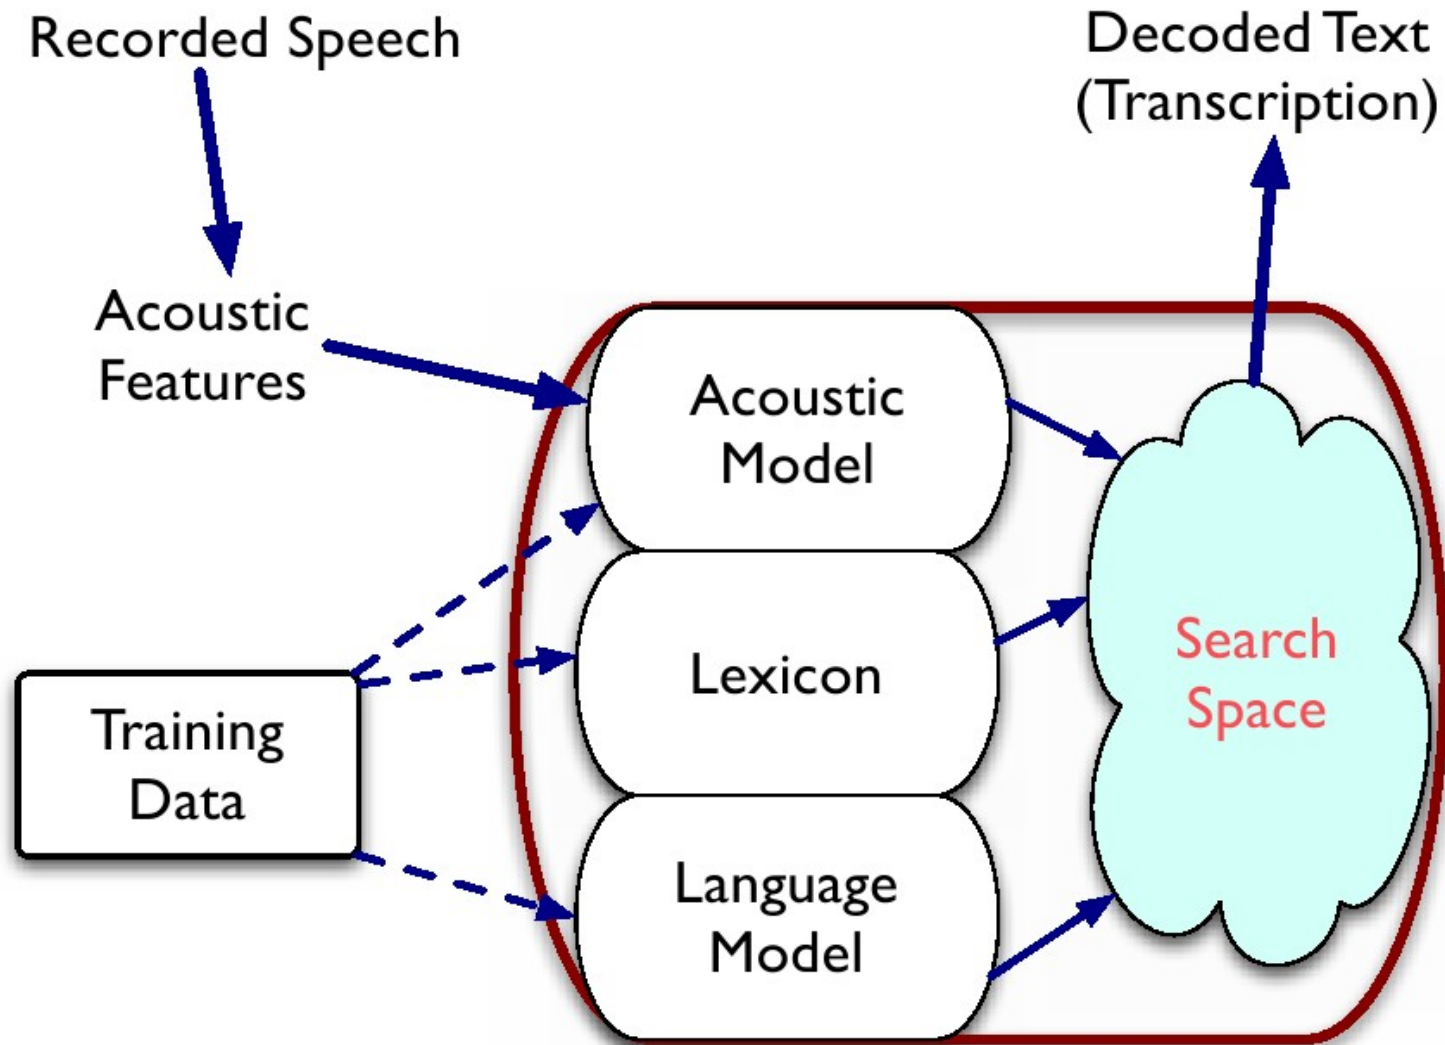 Recorded Speech
Decoded Text
(Transcription)
Acoustic
Features
Acoustic
Model
Lexicon
Search
Space
Training
Data
Language
Model